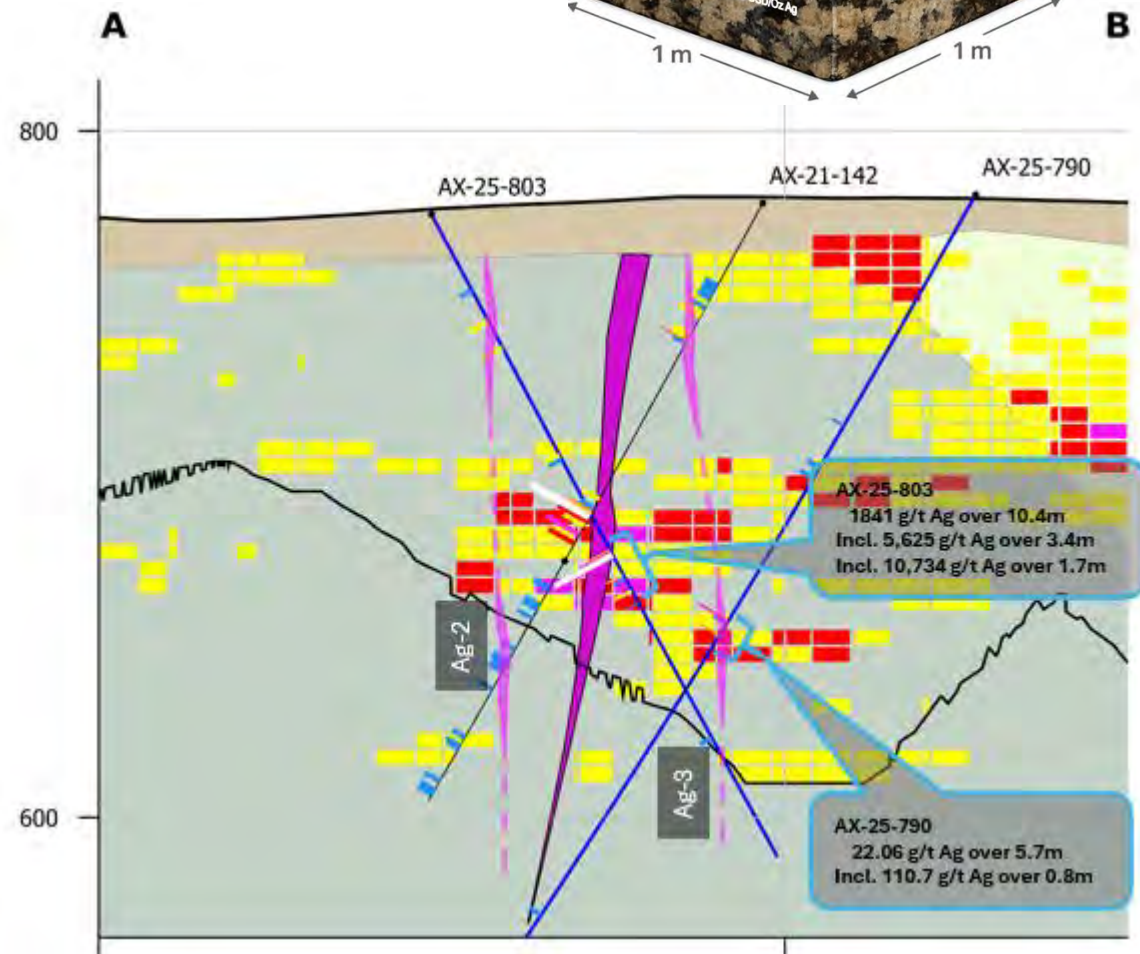 A
B
1 m
1 m
800
AX-25-803
AX-21-142
AX-25-790
AX-25-803
1841 g/t Ag over 10.4m
Incl. 5,625 g/t Ag over 3.4m
Incl. 10,734 g/t Ag over 1.7m
Ag-2
Ag-3
600
AX-25-790
22.06 g/t Ag over 5.7m
Incl. 110.7 g/t Ag over 0.8m